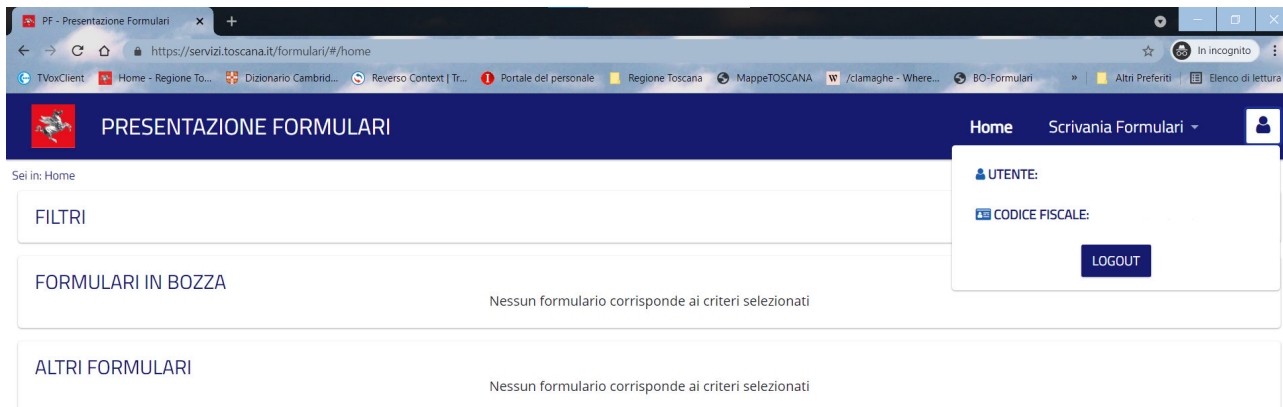 PF - Presentazione Formulari
https://servizi.toscana.it/formulari/#/home
In incognito
TVoxClient Home - Regione To... Dizionario Cambrid... Reverso Context | Tr... Portale del personale Regione Toscana MappeTOSCANA /clamaghe - Where... BO-Formulari » Altri Preferiti Elenco di lettura
PRESENTAZIONE FORMULARI Home Scrivania Formulari
Sei in: Home
UTENTE:
CODICE FISCALE:
LOGOUT
FILTRI
FORMULARI IN BOZZA
Nessun formulario corrisponde ai criteri selezionati
ALTRI FORMULARI
Nessun formulario corrisponde ai criteri selezionati